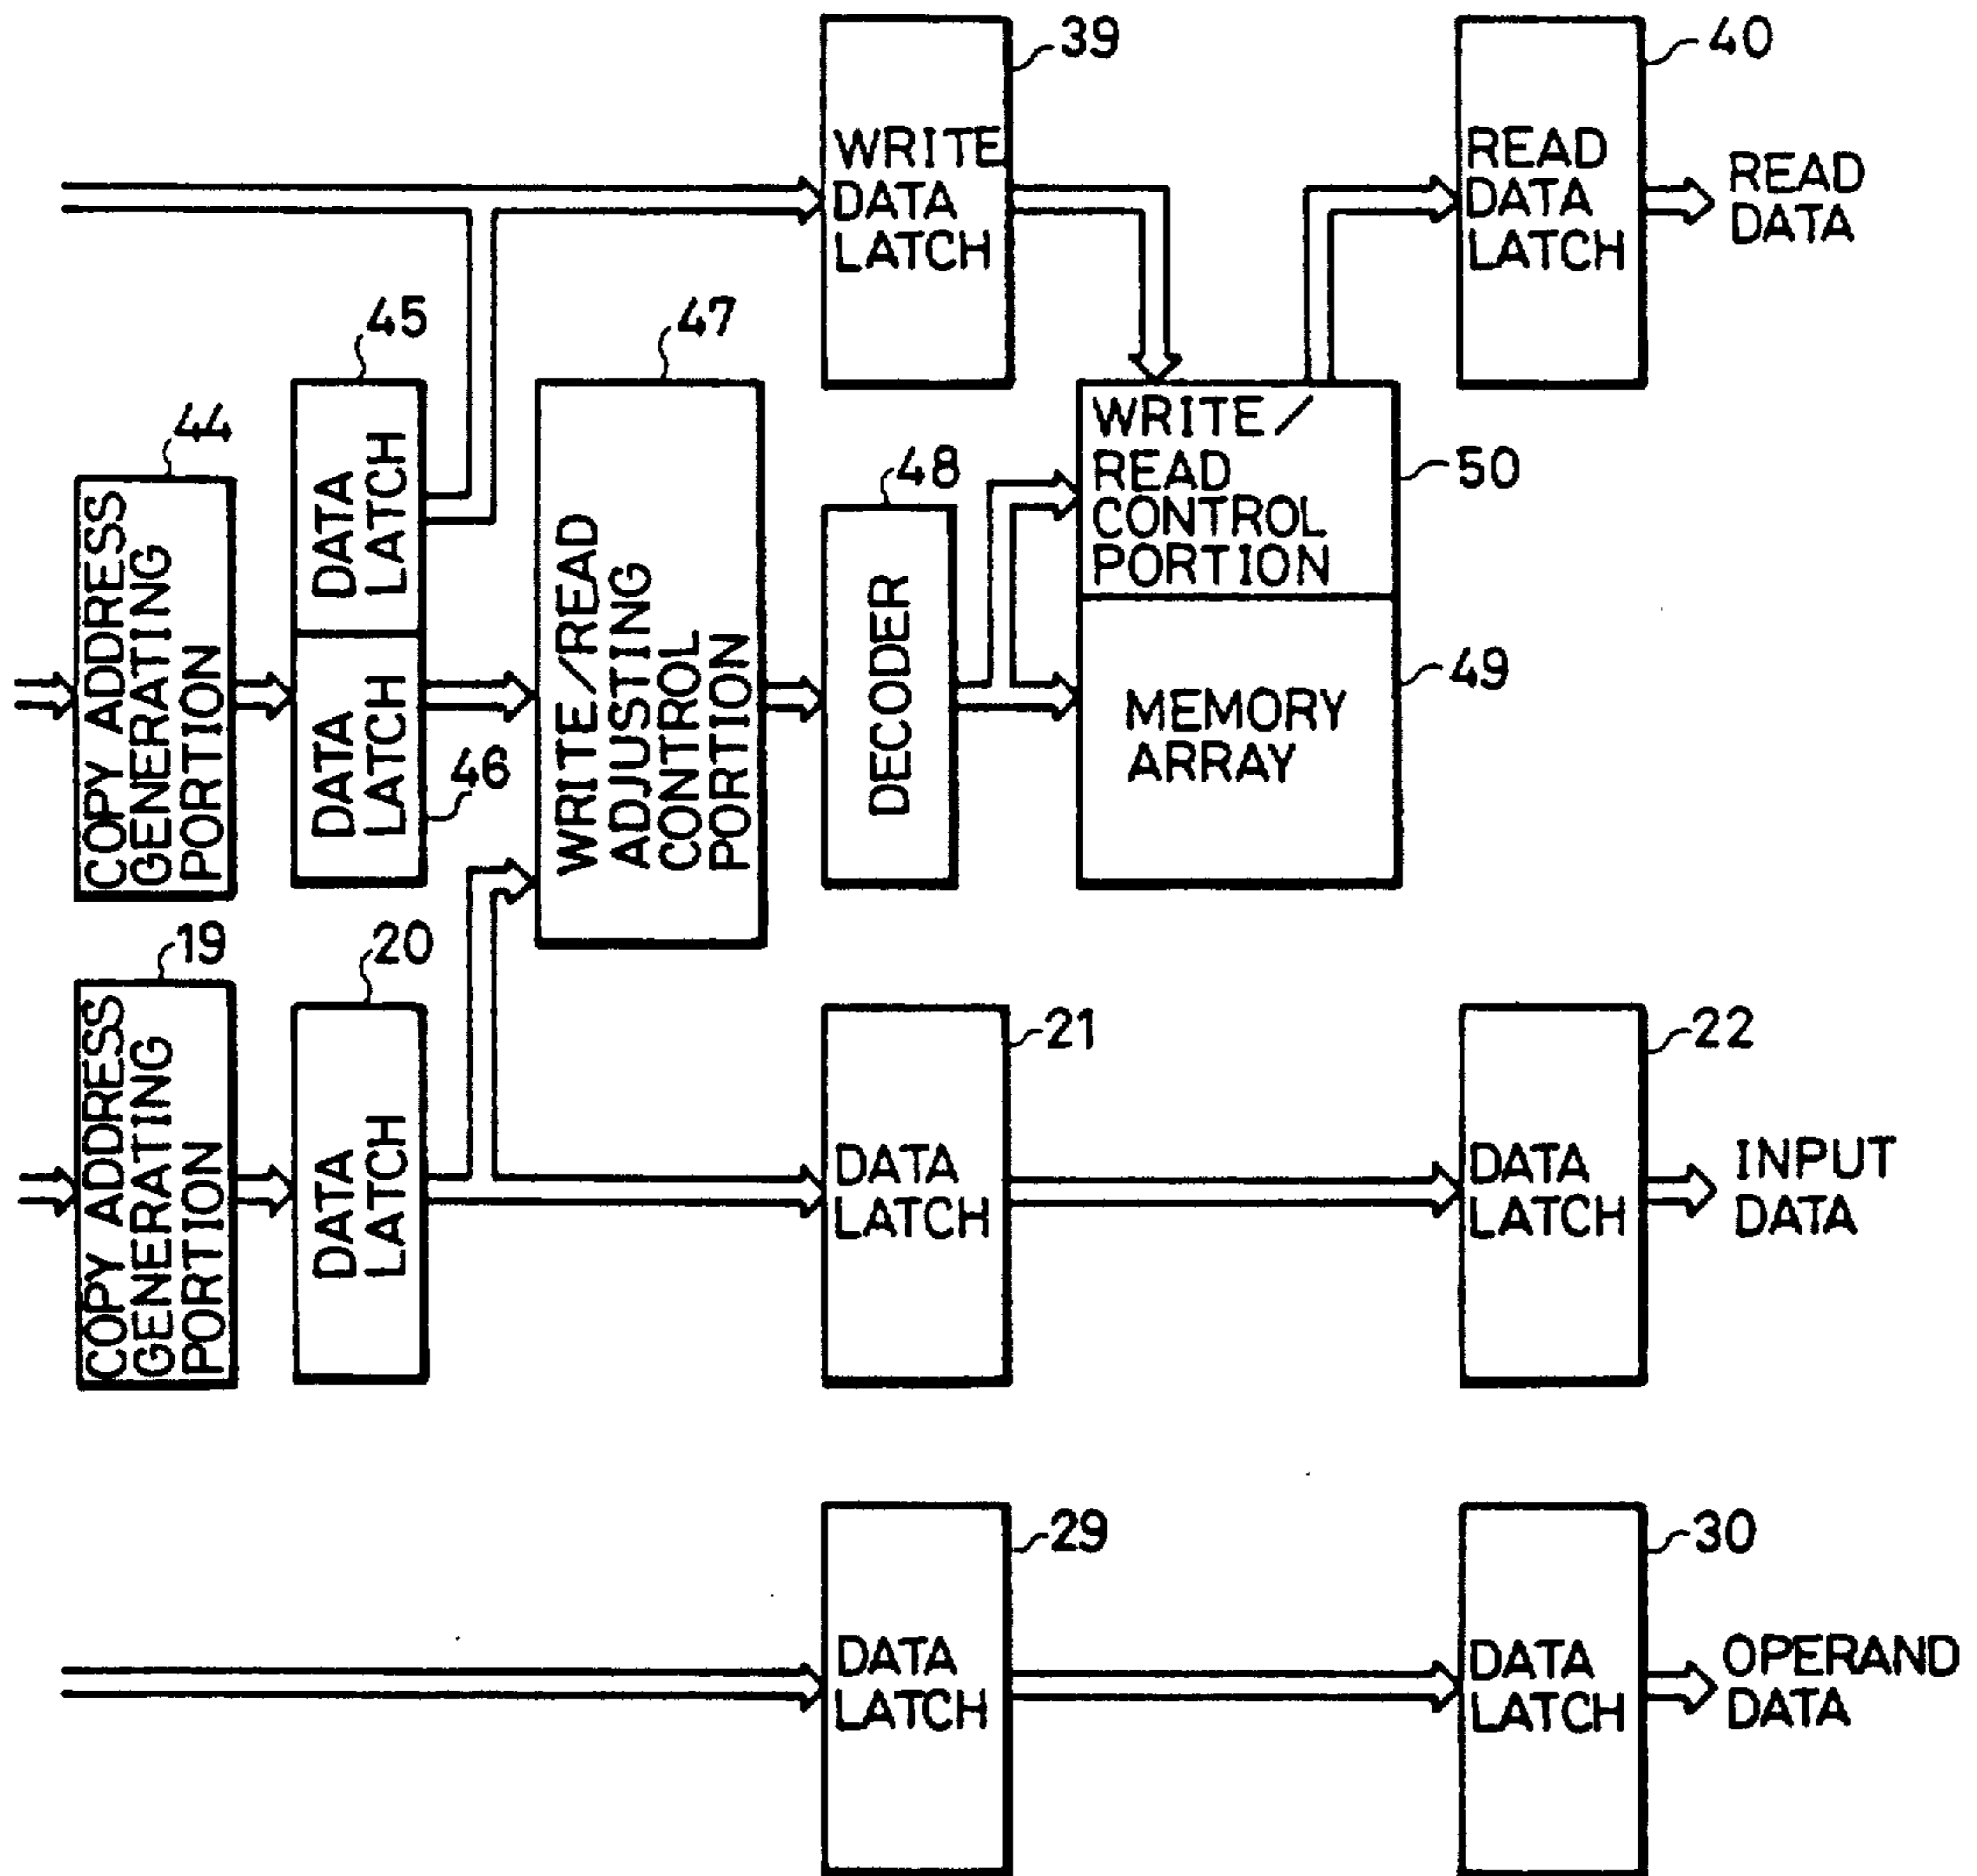 39
WRITE
DATA
LATCH
40
READ
DATA
LATCH
READ
DATA
44
COPY ADDRESS
GENERATING
PORTION
45
DATA
LATCH
46
DATA
LATCH
47
WRITE/READ
ADJUSTING
CONTROL
PORTION
48
DECODER
50
WRITE/
READ
CONTROL
PORTION
49
MEMORY
ARRAY
19
COPY ADDRESS
GENERATING
PORTION
20
DATA
LATCH
21
DATA
LATCH
22
DATA
LATCH
INPUT
DATA
29
DATA
LATCH
30
DATA
LATCH
OPERAND
DATA